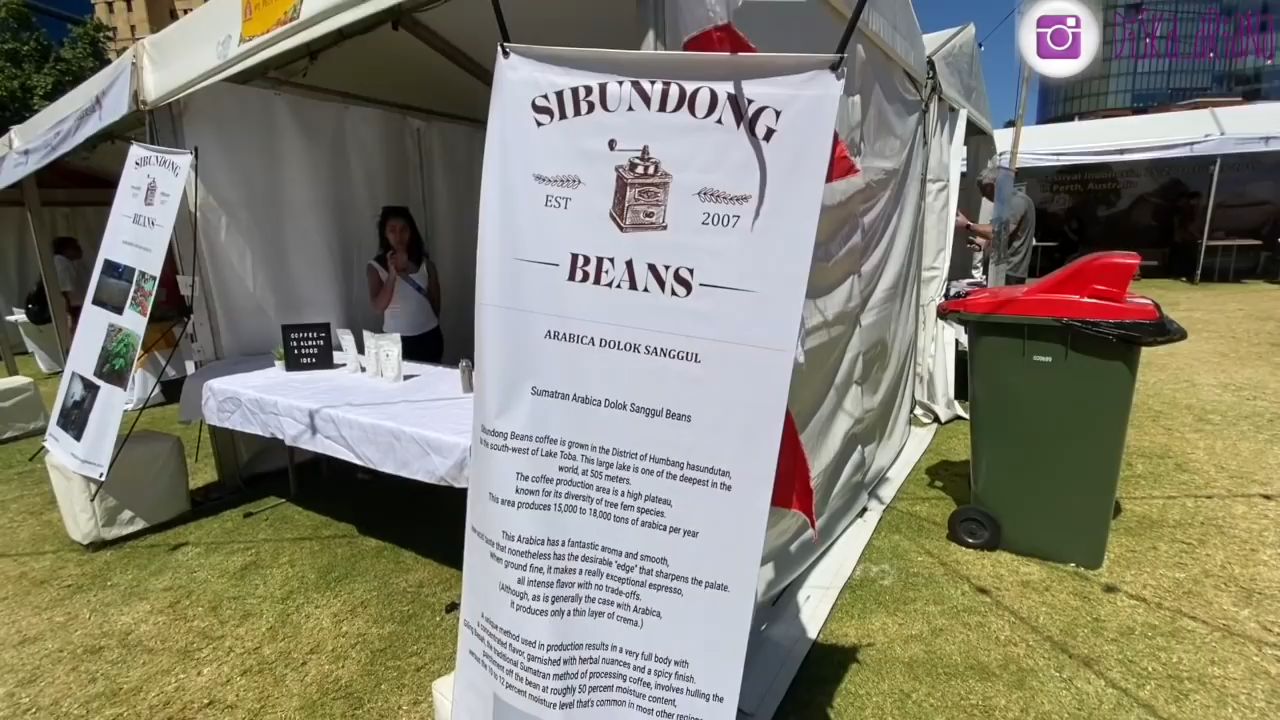 SIBUNDONG
EST
2007
BEANS
ARABICA DOLOK SANGGUL
Sumatran Arabica Dolok Sanggul Beans
Sibundong Beans coffee is grown in the District of Humbang hasundutan,
to the south-west of Lake Toba. This large lake is one of the deepest in the
world, at 505 meters.
The coffee production area is a high plateau,
known for its diversity of tree fern species.
This area produces 15,000 to 18,000 tons of arabica per year
This Arabica has a fantastic aroma and smooth,
taste that nonetheless has the desirable "edge" that sharpens the palate.
When ground fine, it makes a really exceptional espresso,
all intense flavor with no trade-offs.
(Although, as is generally the case with Arabica,
it produces only a thin layer of crema.)
A unique method used in production results in a very full body with
a concentrated flavor, garnished with herbal nuances and a spicy finish.
Giling Basah, the traditional Sumatran method of processing coffee, involves hulling the
parchment off the bean at roughly 50 percent moisture content,
to 12 percent moisture level that's common in most other regions
SIBUNDONG
BEANS
COFFEE
IS ALWAYS
A GOOD
IDEA
Perth, Australia